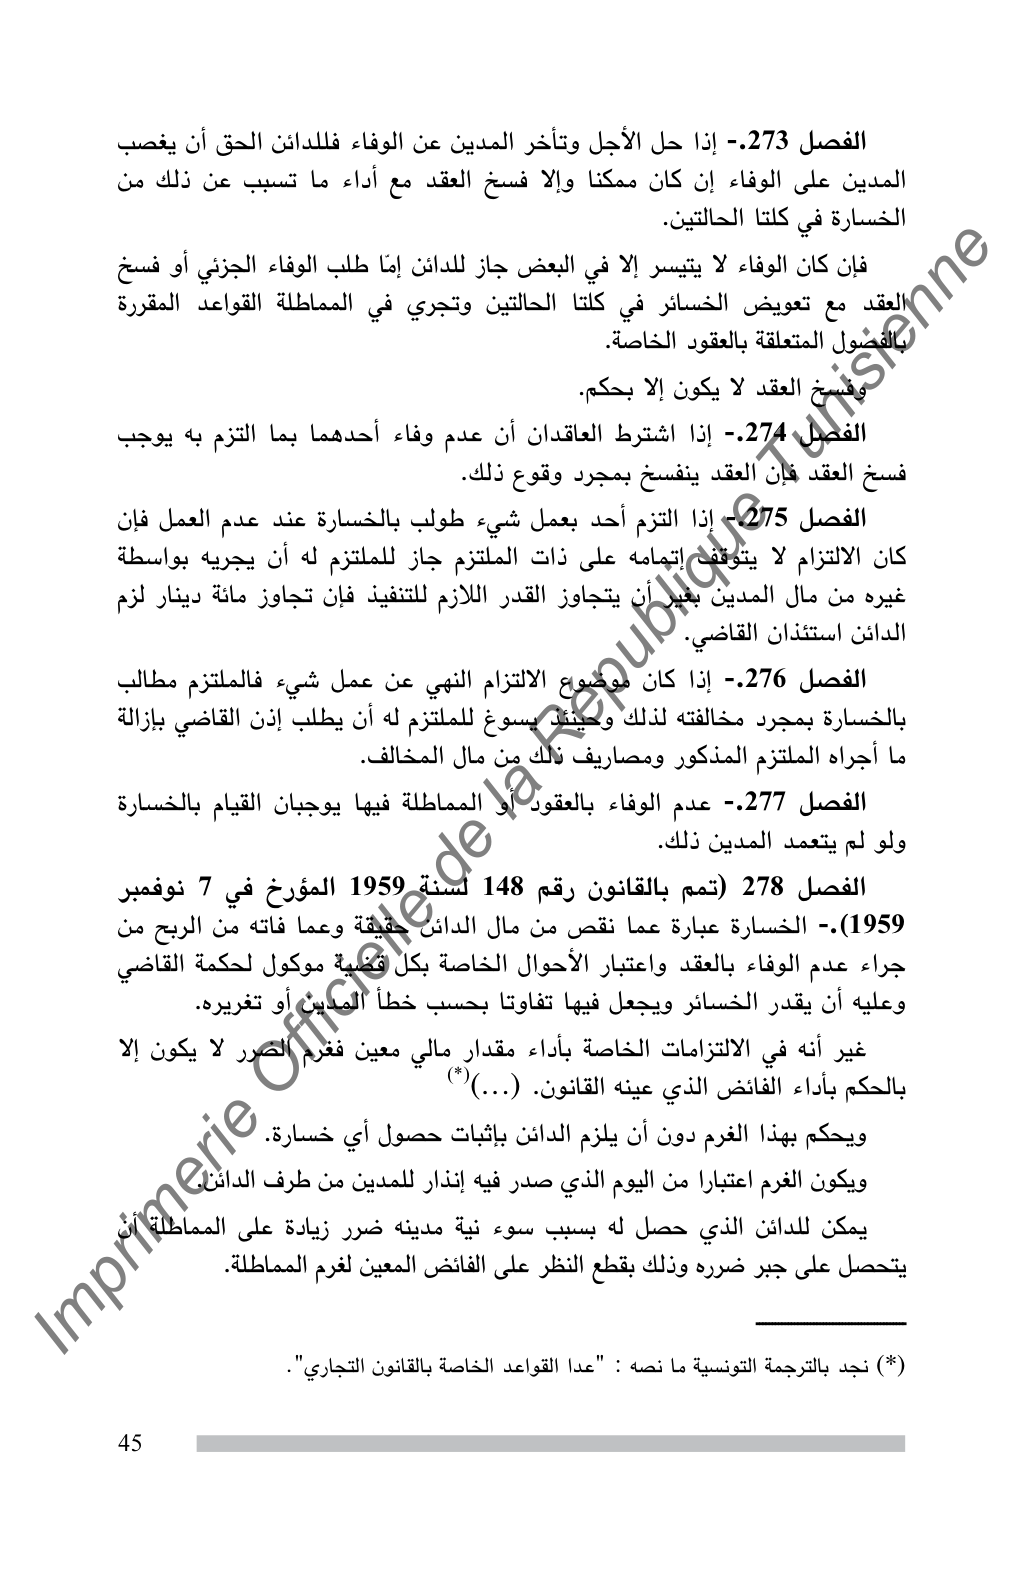 الفصل 273.- إذا حل الأجل وتأخر المدين عن الوفاء فللدائن الحق أن يغصب
المدين على الوفاء إن كان ممكنا وإلا فسخ العقد مع أداء ما تسبب عن ذلك من
الخسارة في كلتا الحالتين.
فإن كان الوفاء لا يتيسر إلا في البعض جاز للدائن إمّا طلب الوفاء الجزئي أو فسخ
العقد مع تعويض الخسائر في كلتا الحالتين وتجري في المماطلة القواعد المقررة
بالفصول المتعلقة بالعقود الخاصة.
وفسخ العقد لا يكون إلا بحكم.
الفصل 274.- إذا اشترط العاقدان أن عدم وفاء أحدهما بما التزم به يوجب
فسخ العقد فإن العقد ينفسخ بمجرد وقوع ذلك.
الفصل 275.- إذا التزم أحد بعمل شيء طولب بالخسارة عند عدم العمل فإن
كان الالتزام لا يتوقف إتمامه على ذات الملتزم جاز للملتزم له أن يجريه بواسطة
غيره من مال المدين بغير أن يتجاوز القدر اللازم للتنفيذ فإن تجاوز مائة دينار لزم
الدائن استئذان القاضي.
الفصل 276.- إذا كان موضوع الالتزام النهي عن عمل شيء فالملتزم مطالب
بالخسارة بمجرد مخالفته لذلك وحينئذ يسوغ للملتزم له أن يطلب إذن القاضي بإزالة
ما أجراه الملتزم المذكور ومصاريف ذلك من مال المخالف.
الفصل 277.- عدم الوفاء بالعقود أو المماطلة فيها يوجبان القيام بالخسارة
ولو لم يتعمد المدين ذلك.
الفصل 278 (تمم بالقانون رقم 148 لسنة 1959 المؤرخ في 7 نوفمبر
1959).- الخسارة عبارة عما نقص من مال الدائن حقيقة وعما فاته من الربح من
جراء عدم الوفاء بالعقد واعتبار الأحوال الخاصة بكل قضية موكول لحكمة القاضي
وعليه أن يقدر الخسائر ويجعل فيها تفاوتا بحسب خطأ المدين أو تغريره.
غير أنه في الالتزامات الخاصة بأداء مقدار مالي معين فغرم الضرر لا يكون إلا
بالحكم بأداء الفائض الذي عينه القانون. (...)(*)
ويحكم بهذا الغرم دون أن يلزم الدائن بإثبات حصول أي خسارة.
ويكون الغرم اعتبارا من اليوم الذي صدر فيه إنذار للمدين من طرف الدائن.
يمكن للدائن الذي حصل له بسبب سوء نية مدينه ضرر زيادة على المماطلة أن
يتحصل على جبر ضرره وذلك بقطع النظر على الفائض المعين لغرم المماطلة.
(*) نجد بالترجمة التونسية ما نصه : "عدا القواعد الخاصة بالقانون التجاري".
45
Imprimerie Officielle de la République Tunisienne